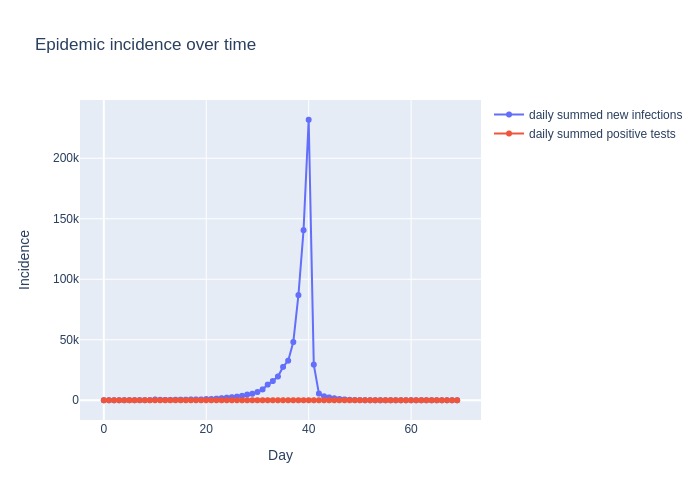 Epidemic incidence over time
daily summed new infections
daily summed positive tests
200k
150k
100k
50k
0
Incidence
0 20 40 60
Day